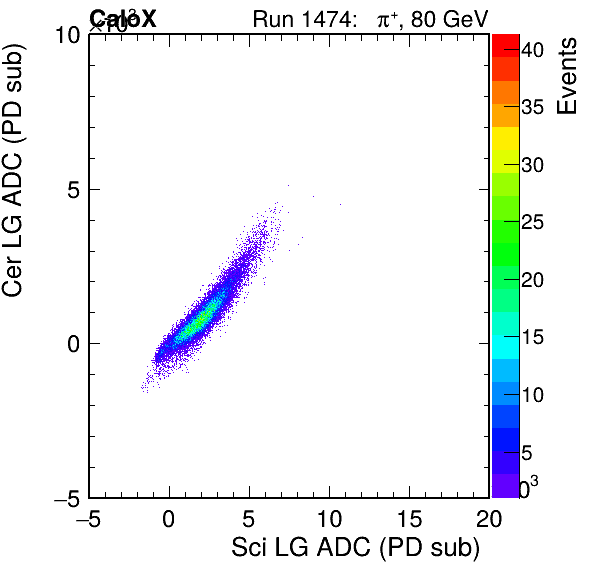 CaloX
×10³
Run 1474: π⁺, 80 GeV
10
5
0
−5
Cer LG ADC (PD sub)
−5 0 5 10 15 20
×10³
Sci LG ADC (PD sub)
Events
40
35
30
25
20
15
10
5
0